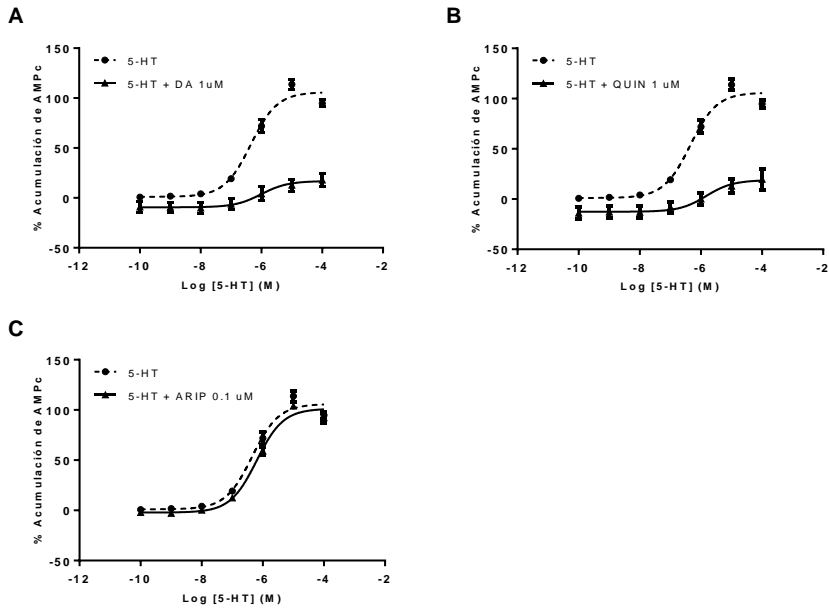 A
% Acumulación de AMPc
150
100
50
0
-50
5-HT
5-HT + DA 1uM
-12
-10
-8
-6
-4
-2
Log [5-HT] (M)
B
% Acumulación de AMPc
150
100
50
0
-50
5-HT
5-HT + QUIN 1 uM
-12
-10
-8
-6
-4
-2
Log [5-HT] (M)
C
% Acumulación de AMPc
150
100
50
0
-50
5-HT
5-HT + ARIP 0.1 uM
-12
-10
-8
-6
-4
-2
Log [5-HT] (M)